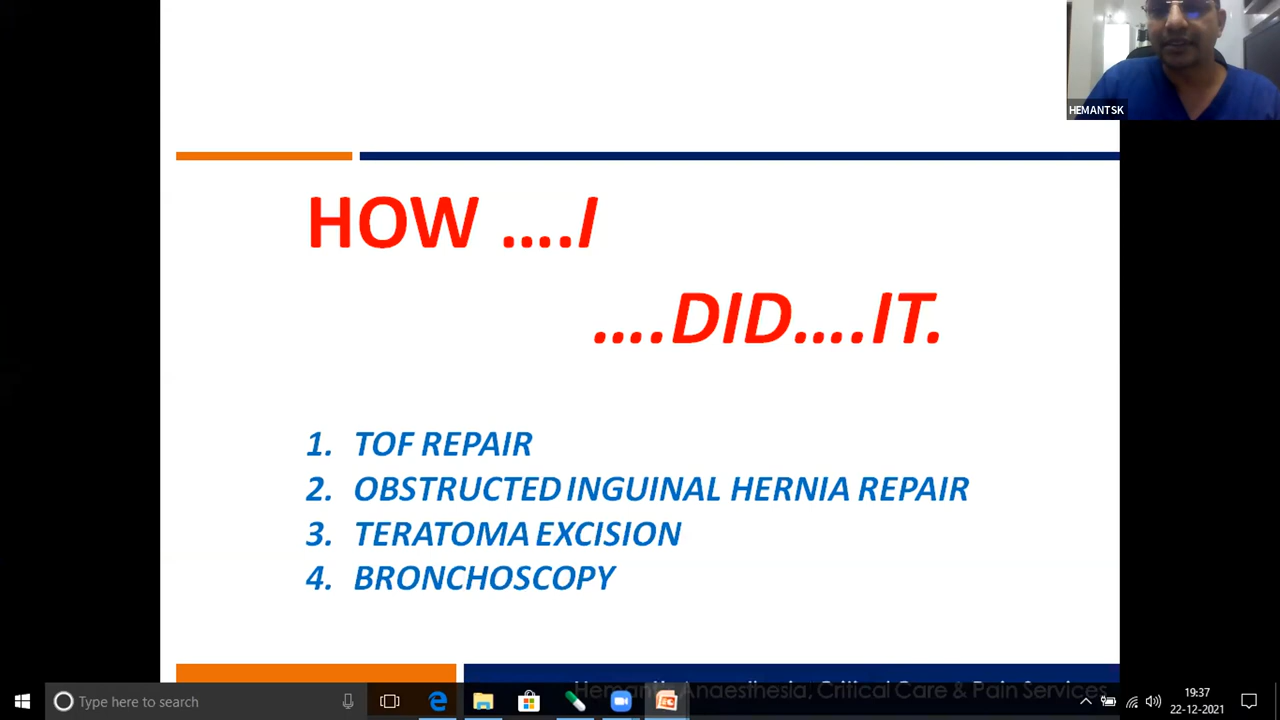 HEMANTSK
HOW ....I
....DID....IT.
1. TOF REPAIR
2. OBSTRUCTED INGUINAL HERNIA REPAIR
3. TERATOMA EXCISION
4. BRONCHOSCOPY
Anaesthesia, Critical Care & Pain Services
Type here to search
19:37
22-12-2021